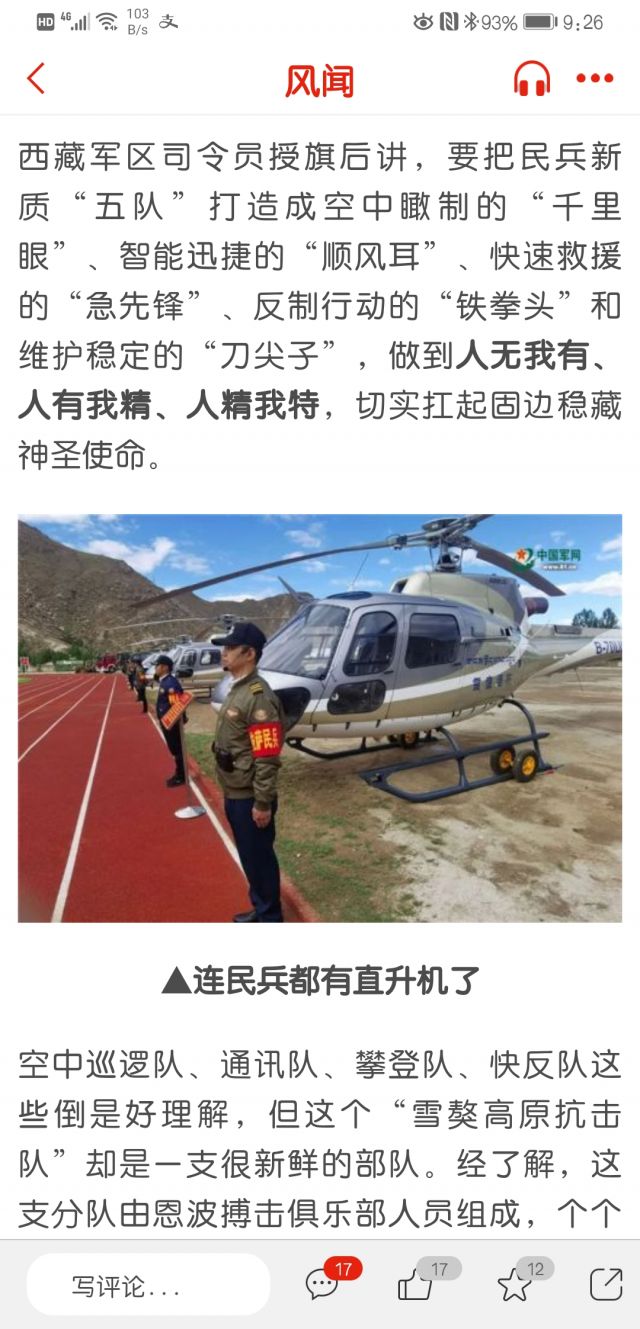 HD 4G 103 B/s 支 93% 9:26
风闻
西藏军区司令员授旗后讲，要把民兵新
质“五队”打造成空中瞰制的“千里
眼”、智能迅捷的“顺风耳”、快速救援
的“急先锋”、反制行动的“铁拳头”和
维护稳定的“刀尖子”，做到人无我有、
人有我精、人精我特，切实扛起固边稳藏
神圣使命。
中国军网
www.81.cn
萨民兵
▲连民兵都有直升机了
空中巡逻队、通讯队、攀登队、快反队这
些倒是好理解，但这个“雪獒高原抗击
队”却是一支很新鲜的部队。经了解，这
支分队由恩波搏击俱乐部人员组成，个个
写评论... 17 17 12